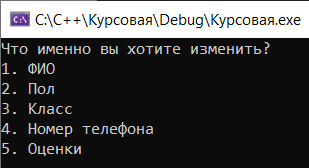 C:\C++\Курсовая\Debug\Курсовая.exe
Что именно вы хотите изменить?
1. ФИО
2. Пол
3. Класс
4. Номер телефона
5. Оценки